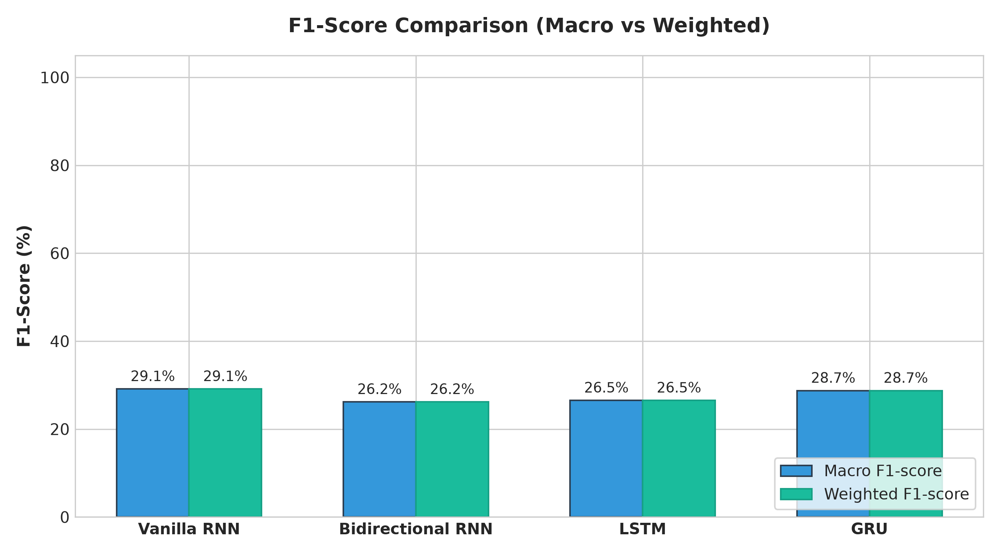 F1-Score Comparison (Macro vs Weighted)
F1-Score (%)
100
80
60
40
20
0
29.1%
29.1%
26.2%
26.2%
26.5%
26.5%
28.7%
28.7%
Macro F1-score
Weighted F1-score
Vanilla RNN
Bidirectional RNN
LSTM
GRU